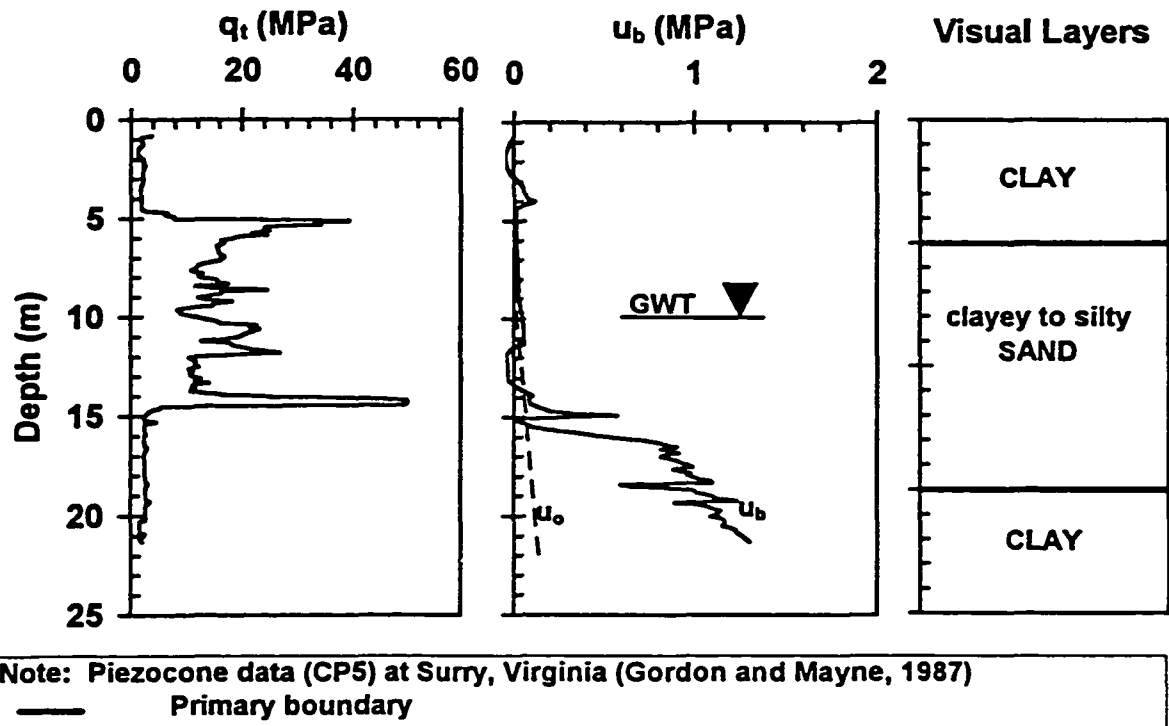 qt (MPa) ub (MPa) Visual Layers
0 20 40 60 0 1 2
0
5
10
15
20
25
Depth (m)
GWT
uo
ub
CLAY
clayey to silty
SAND
CLAY
Note: Piezocone data (CP5) at Surry, Virginia (Gordon and Mayne, 1987)
Primary boundary